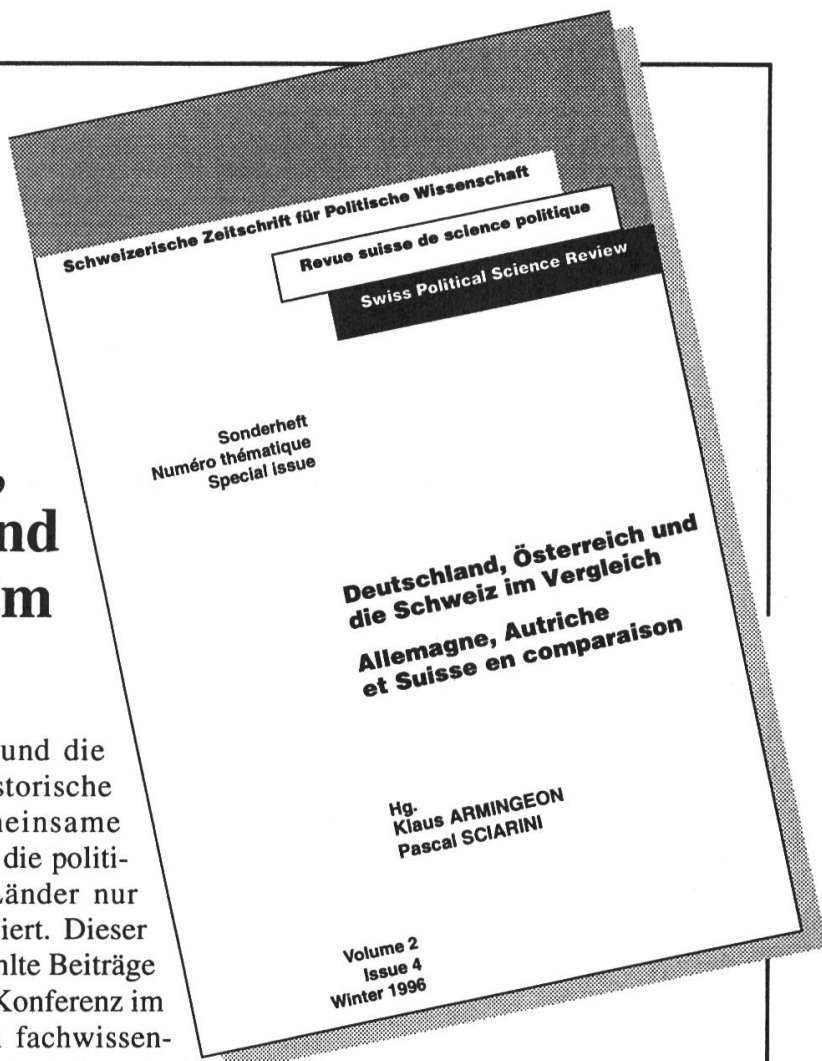 Schweizerische Zeitschrift für Politische Wissenschaft
Revue suisse de science politique
Swiss Political Science Review
Sonderheft
Numéro thématique
Special issue
Deutschland, Österreich und
die Schweiz im Vergleich
Allemagne, Autriche
et Suisse en comparaison
Hg.
Klaus ARMINGEON
Pascal SCIARINI
Volume 2
Issue 4
Winter 1996
,
nd
m
und die
storische
neinsame
die politi-
Länder nur
iert. Dieser
hlte Beiträge
Konferenz im
fachwissen-